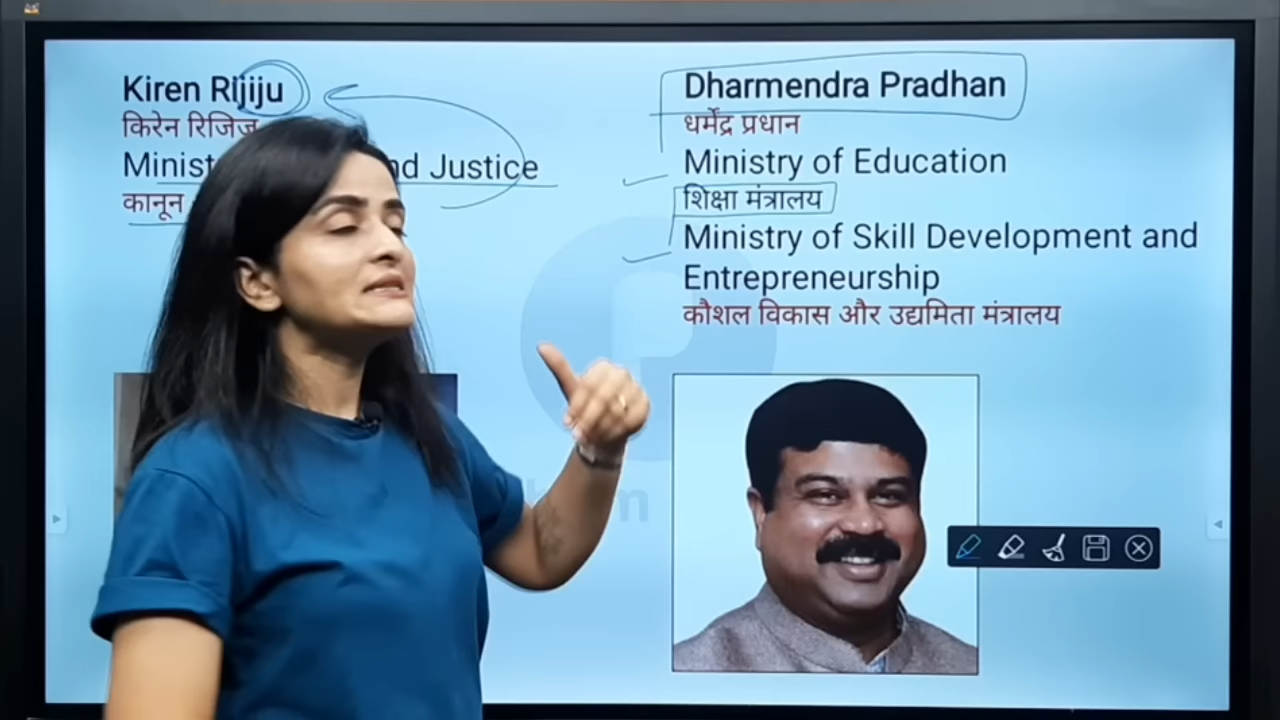 Kiren RIjiju
किरेन रिजिजू
Minist nd Justice
कानून
Dharmendra Pradhan
धर्मेंद्र प्रधान
Ministry of Education
शिक्षा मंत्रालय
Ministry of Skill Development and
Entrepreneurship
कौशल विकास और उद्यमिता मंत्रालय